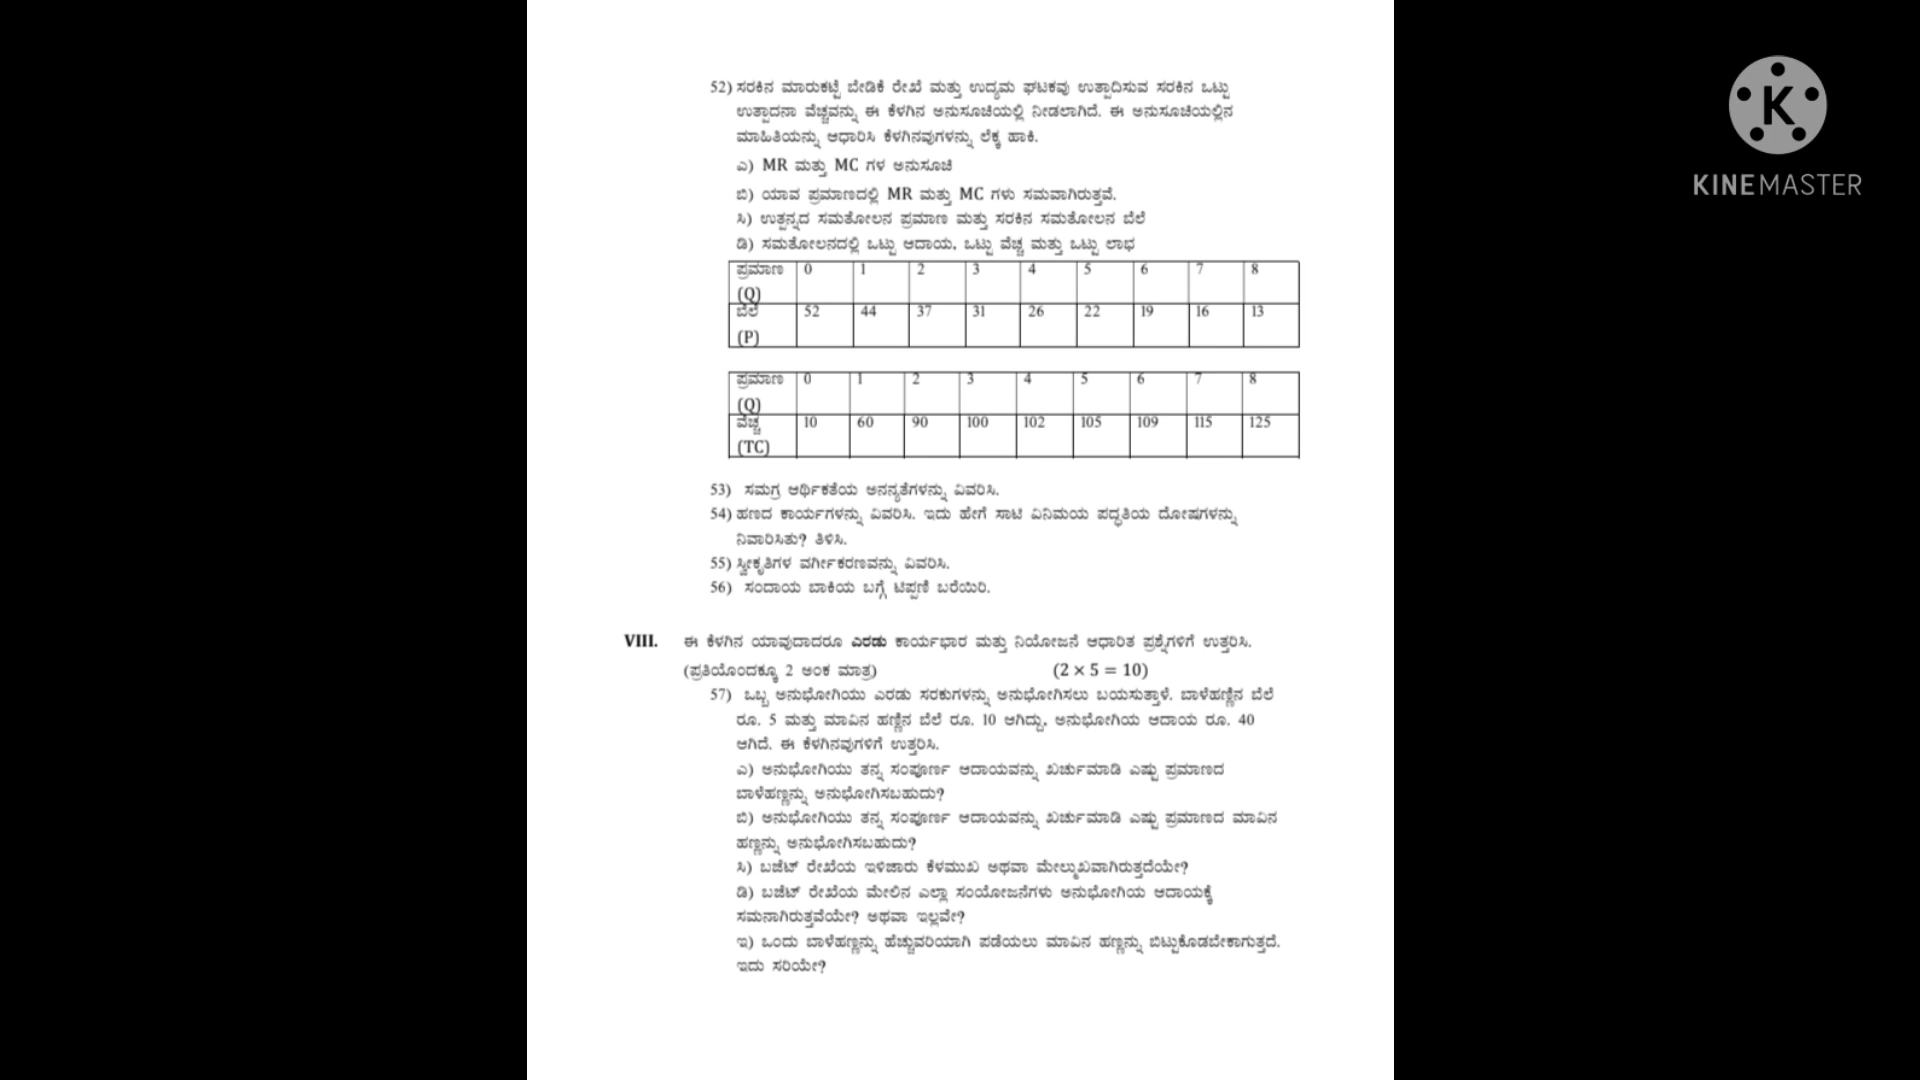 52) ಸರಕಿನ ಮಾರುಕಟ್ಟೆ ಬೇಡಿಕೆ ರೇಖೆ ಮತ್ತು ಉದ್ಯಮ ಘಟಕವು ಉತ್ಪಾದಿಸುವ ಸರಕಿನ ಒಟ್ಟು
ಉತ್ಪಾದನಾ ವೆಚ್ಚವನ್ನು ಈ ಕೆಳಗಿನ ಅನುಸೂಚಿಯಲ್ಲಿ ನೀಡಲಾಗಿದೆ. ಈ ಅನುಸೂಚಿಯಲ್ಲಿನ
ಮಾಹಿತಿಯನ್ನು ಆಧಾರಿಸಿ ಕೆಳಗಿನವುಗಳನ್ನು ಲೆಕ್ಕ ಹಾಕಿ.
ಎ) MR ಮತ್ತು MC ಗಳ ಅನುಸೂಚಿ
ಬಿ) ಯಾವ ಪ್ರಮಾಣದಲ್ಲಿ MR ಮತ್ತು MC ಗಳು ಸಮವಾಗಿರುತ್ತವೆ.
ಸಿ) ಉತ್ಪನ್ನದ ಸಮತೋಲನ ಪ್ರಮಾಣ ಮತ್ತು ಸರಕಿನ ಸಮತೋಲನ ಬೆಲೆ
ಡಿ) ಸಮತೋಲನದಲ್ಲಿ ಒಟ್ಟು ಆದಾಯ, ಒಟ್ಟು ವೆಚ್ಚ ಮತ್ತು ಒಟ್ಟು ಲಾಭ
ಪ್ರಮಾಣ (Q) 0 1 2 3 4 5 6 7 8
ಬೆಲೆ (P) 52 44 37 31 26 22 19 16 13
ಪ್ರಮಾಣ (Q) 0 1 2 3 4 5 6 7 8
ವೆಚ್ಚ (TC) 10 60 90 100 102 105 109 115 125
53) ಸಮಗ್ರ ಆರ್ಥಿಕತೆಯ ಅನನ್ಯತೆಗಳನ್ನು ವಿವರಿಸಿ.
54) ಹಣದ ಕಾರ್ಯಗಳನ್ನು ವಿವರಿಸಿ. ಇದು ಹೇಗೆ ಸಾಟಿ ವಿನಿಮಯ ಪದ್ಧತಿಯ ದೋಷಗಳನ್ನು
ನಿವಾರಿಸಿತು? ತಿಳಿಸಿ.
55) ಸ್ವೀಕೃತಿಗಳ ವರ್ಗೀಕರಣವನ್ನು ವಿವರಿಸಿ.
56) ಸಂದಾಯ ಬಾಕಿಯ ಬಗ್ಗೆ ಟಿಪ್ಪಣಿ ಬರೆಯಿರಿ.
VIII. ಈ ಕೆಳಗಿನ ಯಾವುದಾದರೂ ಎರಡು ಕಾರ್ಯಭಾರ ಮತ್ತು ನಿಯೋಜನೆ ಆಧಾರಿತ ಪ್ರಶ್ನೆಗಳಿಗೆ ಉತ್ತರಿಸಿ.
(ಪ್ರತಿಯೊಂದಕ್ಕೂ 2 ಅಂಕ ಮಾತ್ರ) (2 × 5 = 10)
57) ಒಬ್ಬ ಅನುಭೋಗಿಯು ಎರಡು ಸರಕುಗಳನ್ನು ಅನುಭೋಗಿಸಲು ಬಯಸುತ್ತಾಳೆ. ಬಾಳೆಹಣ್ಣಿನ ಬೆಲೆ
ರೂ. 5 ಮತ್ತು ಮಾವಿನ ಹಣ್ಣಿನ ಬೆಲೆ ರೂ. 10 ಆಗಿದ್ದು, ಅನುಭೋಗಿಯ ಆದಾಯ ರೂ. 40
ಆಗಿದೆ. ಈ ಕೆಳಗಿನವುಗಳಿಗೆ ಉತ್ತರಿಸಿ.
ಎ) ಅನುಭೋಗಿಯು ತನ್ನ ಸಂಪೂರ್ಣ ಆದಾಯವನ್ನು ಖರ್ಚುಮಾಡಿ ಎಷ್ಟು ಪ್ರಮಾಣದ
ಬಾಳೆಹಣ್ಣನ್ನು ಅನುಭೋಗಿಸಬಹುದು?
ಬಿ) ಅನುಭೋಗಿಯು ತನ್ನ ಸಂಪೂರ್ಣ ಆದಾಯವನ್ನು ಖರ್ಚುಮಾಡಿ ಎಷ್ಟು ಪ್ರಮಾಣದ ಮಾವಿನ
ಹಣ್ಣನ್ನು ಅನುಭೋಗಿಸಬಹುದು?
ಸಿ) ಬಜೆಟ್ ರೇಖೆಯ ಇಳಿಜಾರು ಕೆಳಮುಖ ಅಥವಾ ಮೇಲ್ಮುಖವಾಗಿರುತ್ತದೆಯೇ?
ಡಿ) ಬಜೆಟ್ ರೇಖೆಯ ಮೇಲಿನ ಎಲ್ಲಾ ಸಂಯೋಜನೆಗಳು ಅನುಭೋಗಿಯ ಆದಾಯಕ್ಕೆ
ಸಮನಾಗಿರುತ್ತವೆಯೇ? ಅಥವಾ ಇಲ್ಲವೇ?
ಇ) ಒಂದು ಬಾಳೆಹಣ್ಣನ್ನು ಹೆಚ್ಚುವರಿಯಾಗಿ ಪಡೆಯಲು ಮಾವಿನ ಹಣ್ಣನ್ನು ಬಿಟ್ಟುಕೊಡಬೇಕಾಗುತ್ತದೆ.
ಇದು ಸರಿಯೇ?
K
KINEMASTER